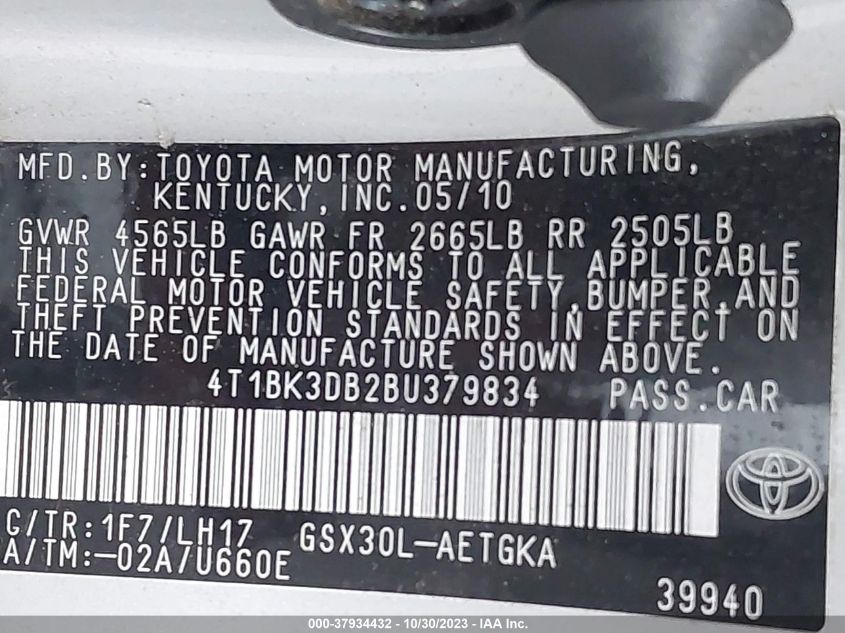 MFD.BY:TOYOTA MOTOR MANUFACTURING,
KENTUCKY,INC.05/10
GVWR 4565LB GAWR FR 2665LB RR 2505LB
THIS VEHICLE CONFORMS TO ALL APPLICABLE
FEDERAL MOTOR VEHICLE SAFETY,BUMPER,AND
THEFT PREVENTION STANDARDS IN EFFECT ON
THE DATE OF MANUFACTURE SHOWN ABOVE.
4T1BK3DB2BU379834 PASS.CAR
G/TR:1F7/LH17 GSX30L-AETGKA
A/TM:-02A/U660E
39940
000-37934432 - 10/30/2023 - IAA Inc.